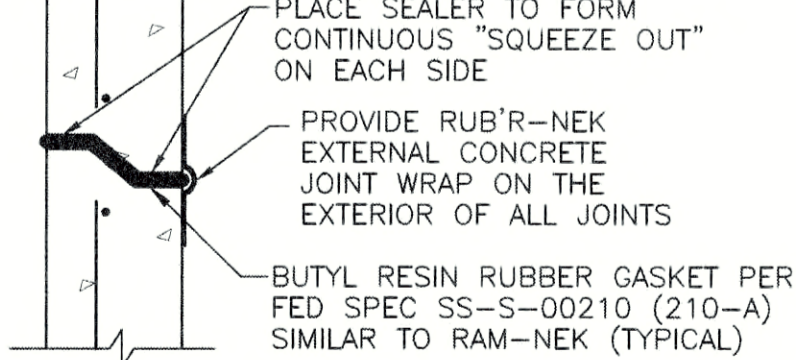 PLACE SEALER TO FORM
CONTINUOUS "SQUEEZE OUT"
ON EACH SIDE
PROVIDE RUB'R-NEK
EXTERNAL CONCRETE
JOINT WRAP ON THE
EXTERIOR OF ALL JOINTS
BUTYL RESIN RUBBER GASKET PER
FED SPEC SS-S-00210 (210-A)
SIMILAR TO RAM-NEK (TYPICAL)